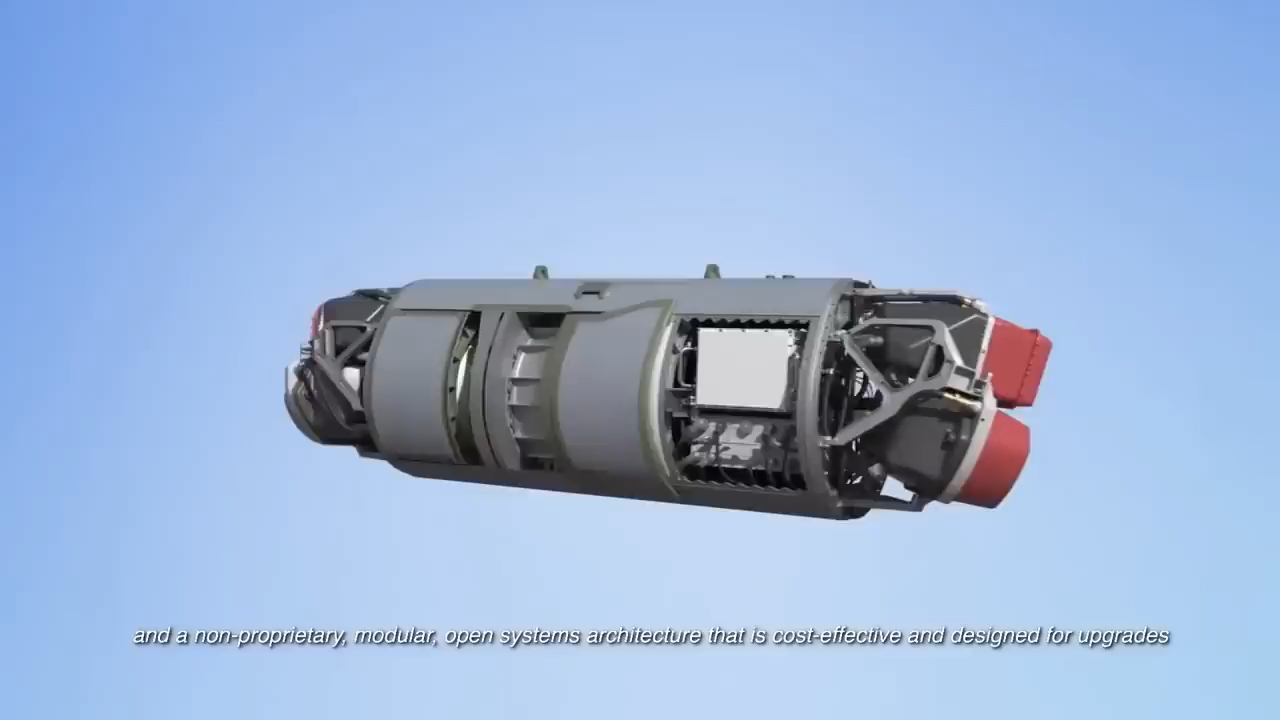 and a non-proprietary, modular, open systems architecture that is cost-effective and designed for upgrades